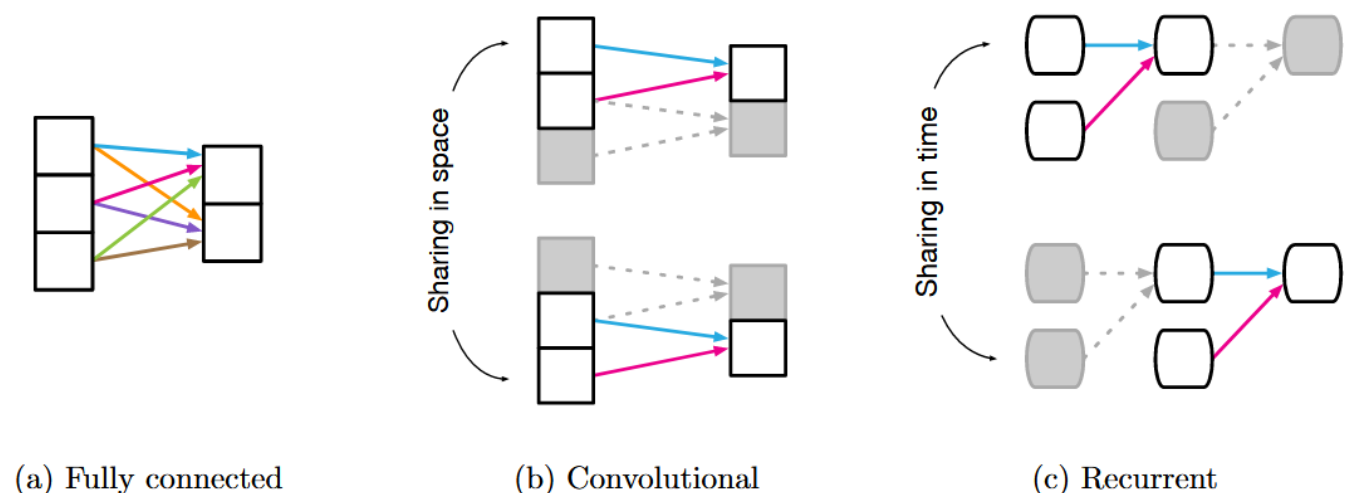 Sharing in space
Sharing in time
(a) Fully connected
(b) Convolutional
(c) Recurrent